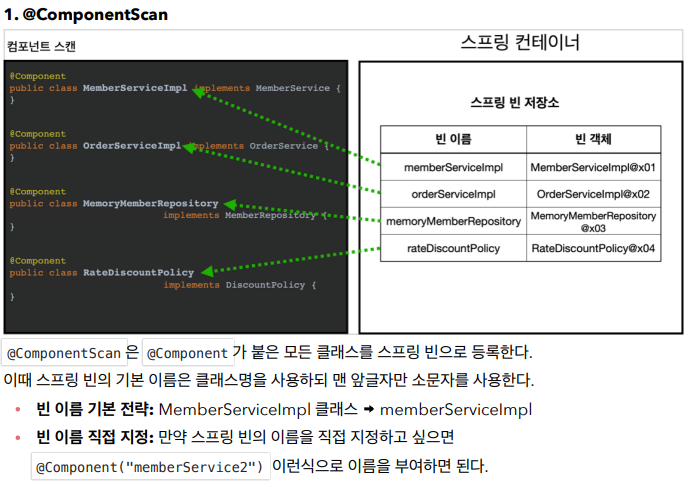 1. @ComponentScan
컴포넌트 스캔
스프링 컨테이너
@Component
public class MemberServiceImpl implements MemberService {
}
@Component
public class OrderServiceImpl implements OrderService {
}
@Component
public class MemoryMemberRepository
implements MemberRepository {
}
@Component
public class RateDiscountPolicy
implements DiscountPolicy {
}
스프링 빈 저장소
빈 이름 빈 객체
memberServiceImpl MemberServiceImpl@x01
orderServiceImpl OrderServiceImpl@x02
memoryMemberRepository MemoryMemberRepository
@x03
rateDiscountPolicy RateDiscountPolicy@x04
@ComponentScan 은 @Component 가 붙은 모든 클래스를 스프링 빈으로 등록한다.
이때 스프링 빈의 기본 이름은 클래스명을 사용하되 맨 앞글자만 소문자를 사용한다.
• 빈 이름 기본 전략: MemberServiceImpl 클래스 → memberServiceImpl
• 빈 이름 직접 지정: 만약 스프링 빈의 이름을 직접 지정하고 싶으면
@Component("memberService2") 이런식으로 이름을 부여하면 된다.